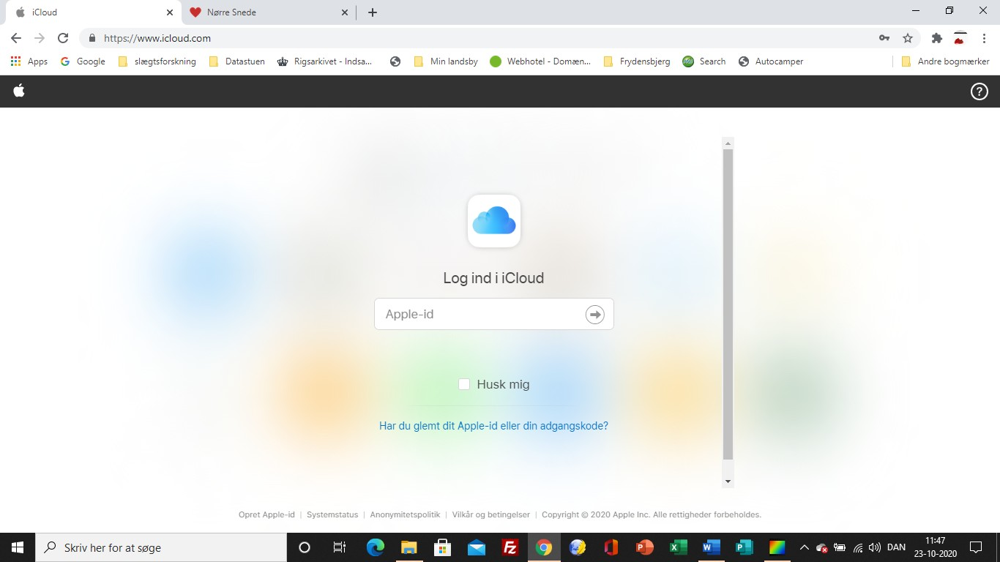 iCloud
Nørre Snede
https://www.icloud.com
Apps Google slægtsforskning Datastuen Rigsarkivet - Indsa... Min landsby Webhotel - Domæn... Frydensbjerg Search Autocamper Andre bogmærker
Log ind i iCloud
Apple-id
Husk mig
Har du glemt dit Apple-id eller din adgangskode?
Opret Apple-id | Systemstatus | Anonymitetspolitik | Vilkår og betingelser | Copyright © 2020 Apple Inc. Alle rettigheder forbeholdes.
Skriv her for at søge
DAN
11:47
23-10-2020